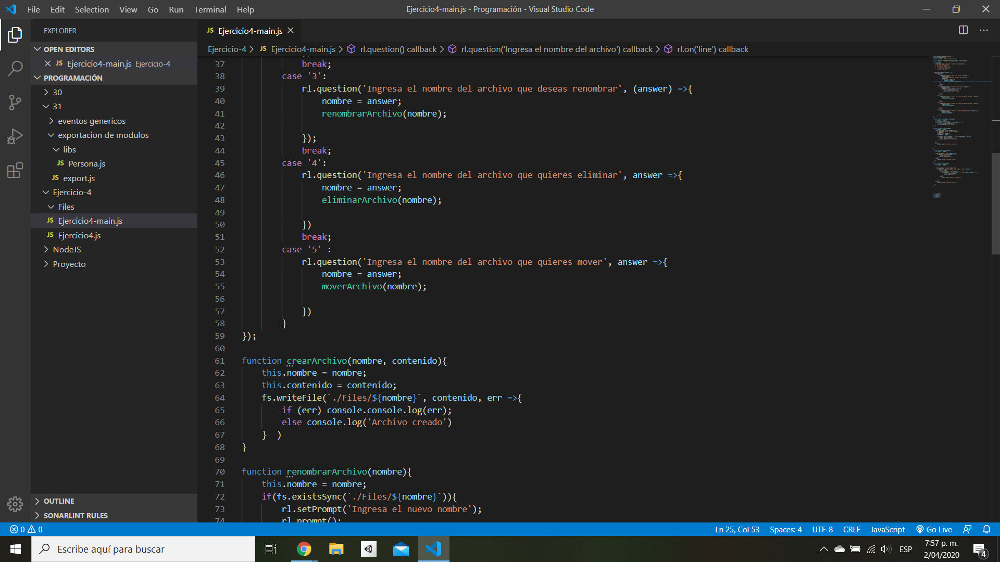 File Edit Selection View Go Run Terminal Help
Ejercicio4-main.js - Programación - Visual Studio Code
EXPLORER
OPEN EDITORS
JS Ejercicio4-main.js Ejercicio-4
PROGRAMACIÓN
30
31
eventos genericos
exportacion de modulos
libs
JS Persona.js
JS export.js
Ejercicio-4
Files
JS Ejercicio4-main.js
JS Ejercicio4.js
NodeJS
Proyecto
OUTLINE
SONARLINT RULES
JS Ejercicio4-main.js
Ejercicio-4 > JS Ejercicio4-main.js > rl.question() callback > rl.question('Ingresa el nombre del archivo') callback > rl.on('line') callback
37 break;
38 case '3':
39 rl.question('Ingresa el nombre del archivo que deseas renombrar', (answer) =>{
40 nombre = answer;
41 renombrarArchivo(nombre);
42
43 });
44 break;
45 case '4':
46 rl.question('Ingresa el nombre del archivo que quieres eliminar', answer =>{
47 nombre = answer;
48 eliminarArchivo(nombre);
49
50 })
51 break;
52 case '5' :
53 rl.question('Ingresa el nombre del archivo que quieres mover', answer =>{
54 nombre = answer;
55 moverArchivo(nombre);
56
57 })
58 }
59 });
60
61 function crearArchivo(nombre, contenido){
62 this.nombre = nombre;
63 this.contenido = contenido;
64 fs.writeFile(`./Files/${nombre}`, contenido, err =>{
65 if (err) console.console.log(err);
66 else console.log('Archivo creado')
67 } )
68 }
69
70 function renombrarArchivo(nombre){
71 this.nombre = nombre;
72 if(fs.existsSync(`./Files/${nombre}`)){
73 rl.setPrompt('Ingresa el nuevo nombre');
74 rl.prompt();
0 0
Ln 25, Col 53 Spaces: 4 UTF-8 CRLF JavaScript Go Live
Escribe aquí para buscar
ESP
7:57 p. m.
2/04/2020
4